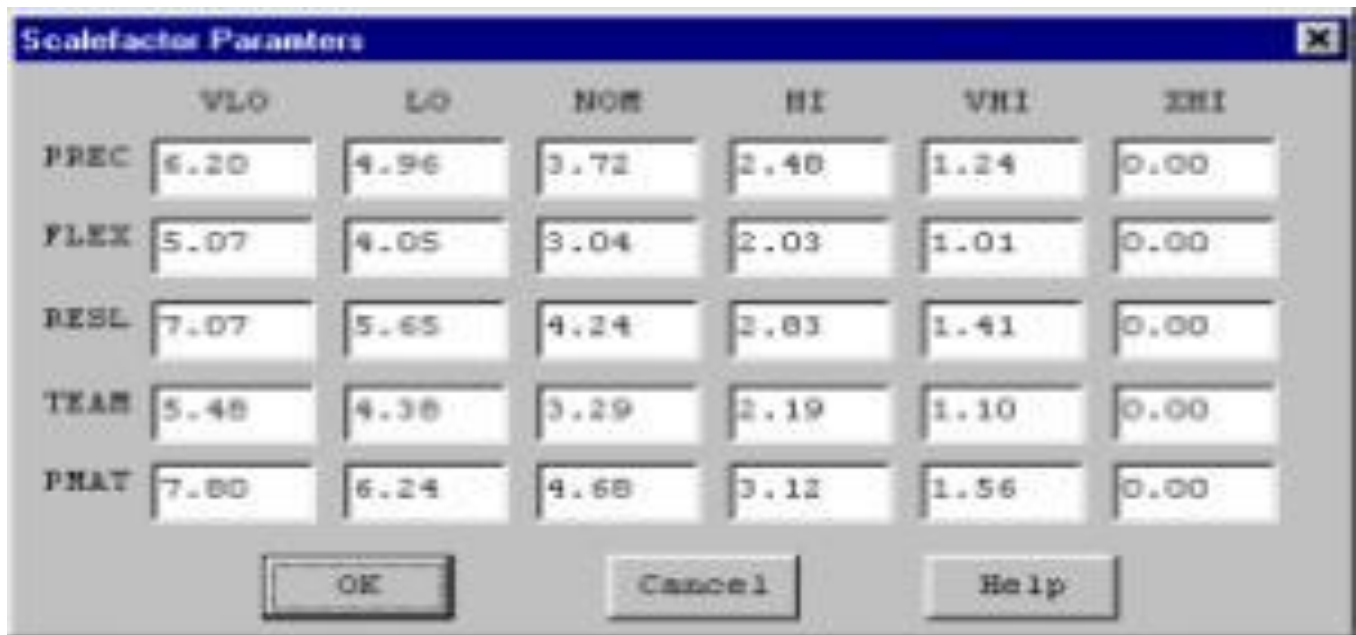 Scalefactor Paramters
VLO LO NOM HI VHI XHI
PREC 6.20 4.96 3.72 2.48 1.24 0.00
FLEX 5.07 4.05 3.04 2.03 1.01 0.00
RESL 7.07 5.65 4.24 2.83 1.41 0.00
TEAM 5.48 4.38 3.29 2.19 1.10 0.00
PMAT 7.80 6.24 4.68 3.12 1.56 0.00
OK Cancel Help